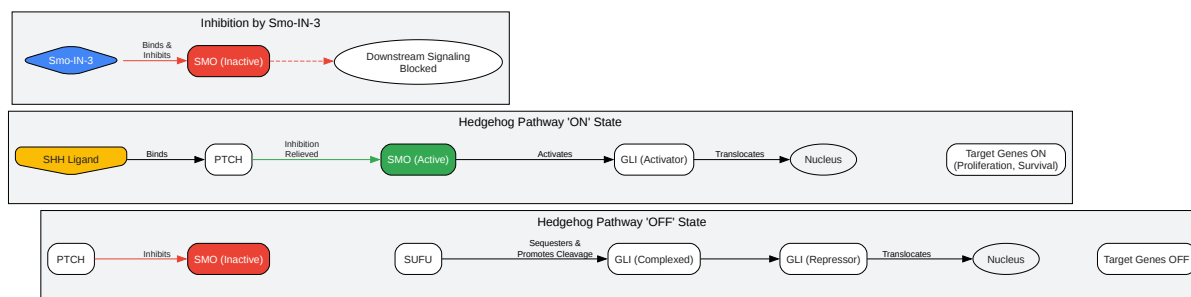 Inhibition by Smo-IN-3
Binds &
Inhibits
Smo-IN-3
SMO (Inactive)
Downstream Signaling
Blocked
Hedgehog Pathway 'ON' State
SHH Ligand
Binds
PTCH
Inhibition
Relieved
SMO (Active)
Activates
GLI (Activator)
Translocates
Nucleus
Target Genes ON
(Proliferation, Survival)
Hedgehog Pathway 'OFF' State
PTCH
Inhibits
SMO (Inactive)
SUFU
Sequesters &
Promotes Cleavage
GLI (Complexed)
GLI (Repressor)
Translocates
Nucleus
Target Genes OFF